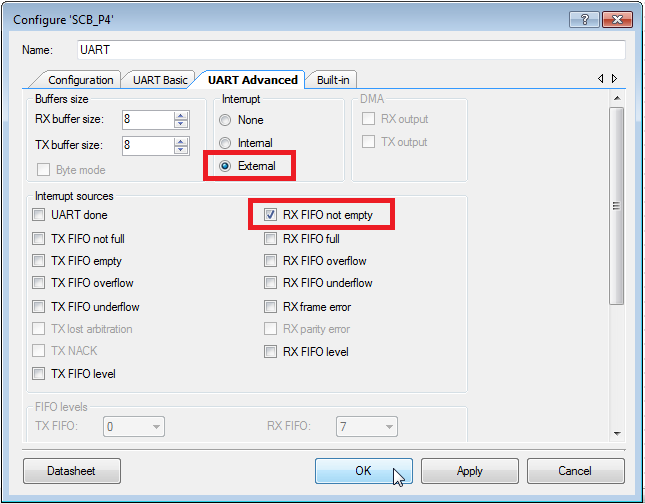 Configure 'SCB_P4'
Name: UART
Configuration UART Basic UART Advanced Built-in
Buffers size Interrupt DMA
RX buffer size: 8 None RX output
TX buffer size: 8 Internal TX output
Byte mode External
Interrupt sources
UART done RX FIFO not empty
TX FIFO not full RX FIFO full
TX FIFO empty RX FIFO overflow
TX FIFO overflow RX FIFO underflow
TX FIFO underflow RX frame error
TX lost arbitration RX parity error
TX NACK RX FIFO level
TX FIFO level
FIFO levels
TX FIFO: 0 RX FIFO: 7
Datasheet OK Apply Cancel